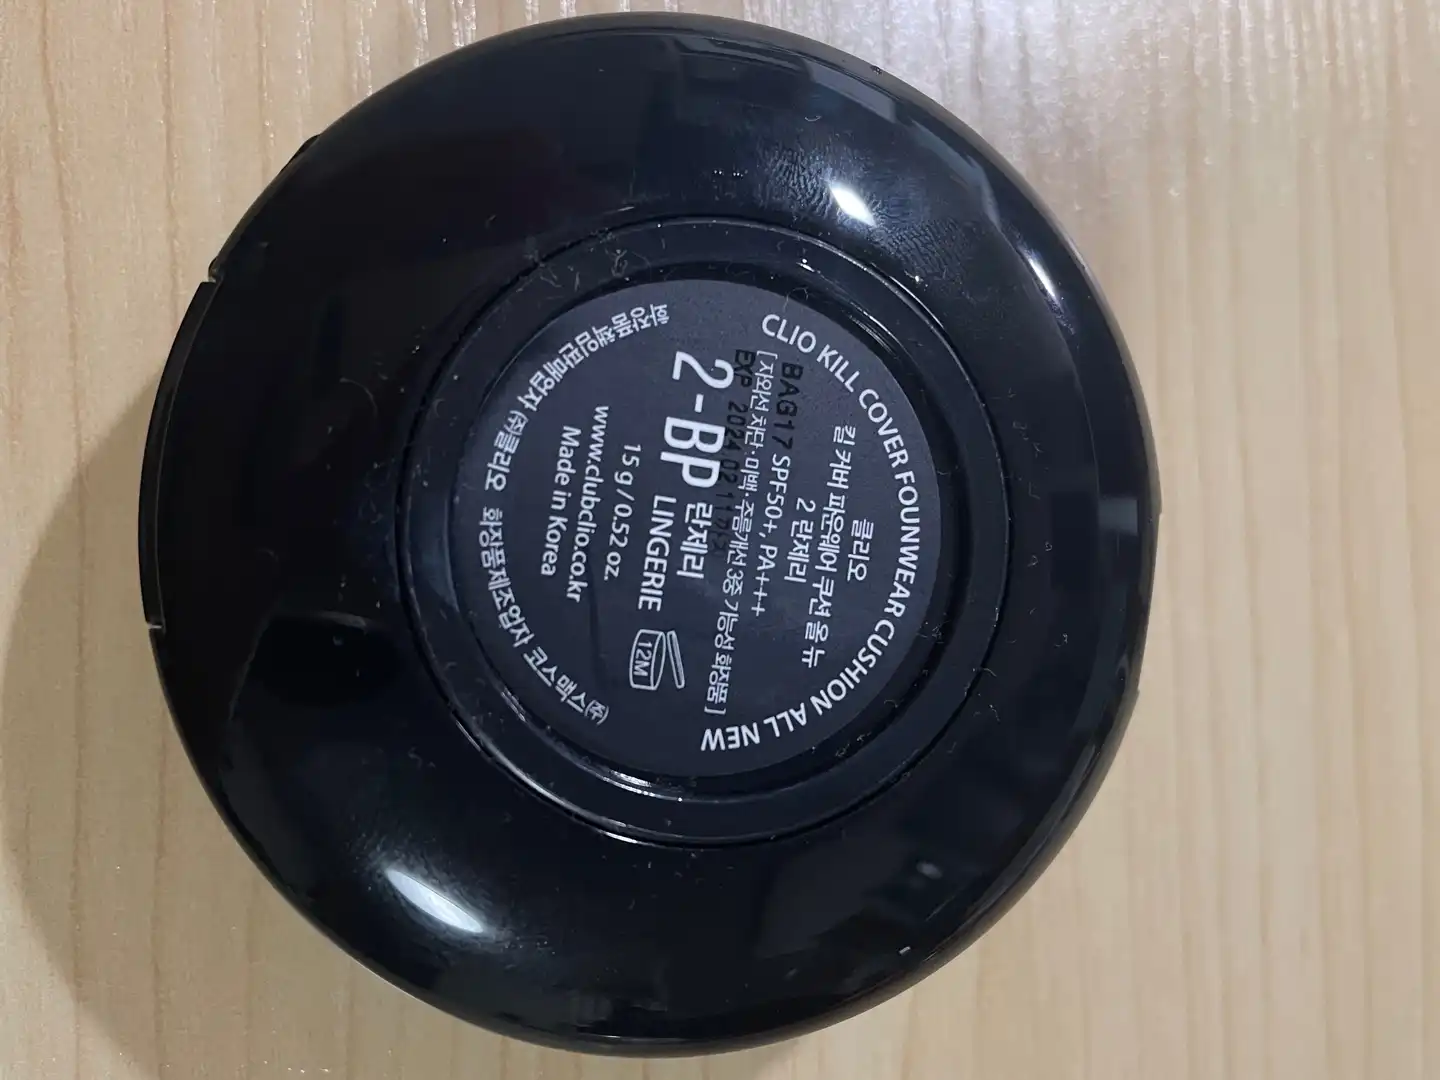 CLIO KILL COVER FOUNWEAR CUSHION ALL NEW
클리오
킬 커버 파운웨어 쿠션 올 뉴
2 란제리
BAG17 SPF50+, PA++++
[자외선 차단·미백·주름개선 3중 기능성 화장품]
EXP 2024 02 11
2-BP 란제리
LINGERIE
12M
15 g / 0.52 oz.
www.clubclio.co.kr
Made in Korea
화장품책임판매업자 ㈜클리오 화장품제조업자 코스맥스㈜